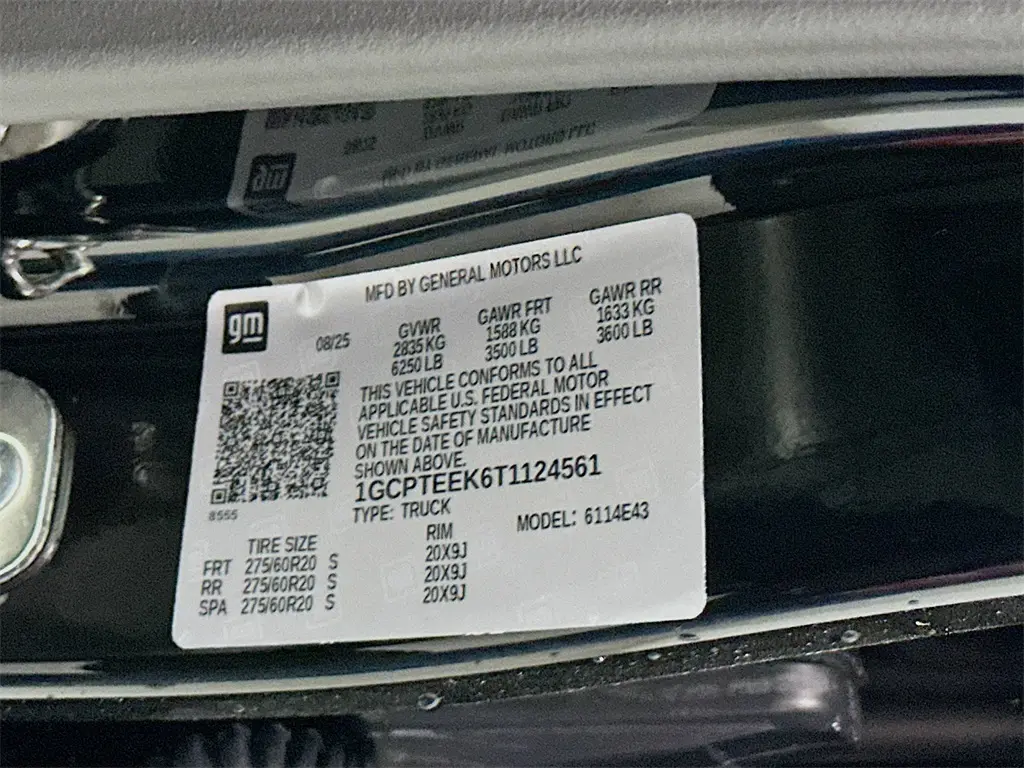 MFD BY GENERAL MOTORS LLC
gm
08/25
GVWR GAWR FRT GAWR RR
2835 KG 1588 KG 1633 KG
6250 LB 3500 LB 3600 LB
THIS VEHICLE CONFORMS TO ALL
APPLICABLE U.S. FEDERAL MOTOR
VEHICLE SAFETY STANDARDS IN EFFECT
ON THE DATE OF MANUFACTURE
SHOWN ABOVE.
1GCPTEEK6T1124561
8555
TYPE: TRUCK MODEL: 6114E43
TIRE SIZE RIM
FRT 275/60R20 S 20X9J
RR 275/60R20 S 20X9J
SPA 275/60R20 S 20X9J